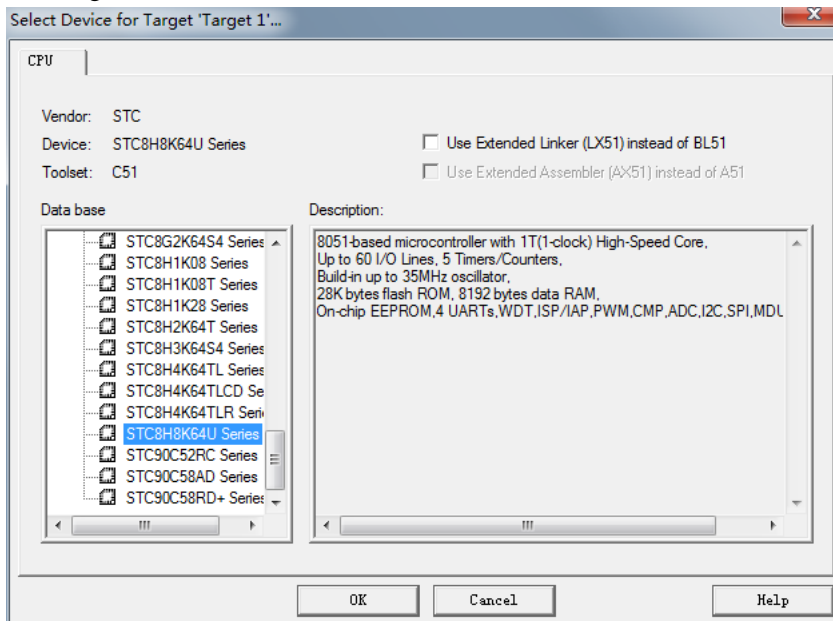 Select Device for Target 'Target 1'...
CPU
Vendor: STC
Device: STC8H8K64U Series
Use Extended Linker (LX51) instead of BL51
Toolset: C51
Use Extended Assembler (AX51) instead of A51
Data base
Description:
STC8G2K64S4 Series
STC8H1K08 Series
STC8H1K08T Series
STC8H1K28 Series
STC8H2K64T Series
STC8H3K64S4 Series
STC8H4K64TL Series
STC8H4K64TLCD Se
STC8H4K64TLR Seri
STC8H8K64U Series
STC90C52RC Series
STC90C58AD Series
STC90C58RD+ Series
8051-based microcontroller with 1T(1-clock) High-Speed Core,
Up to 60 I/O Lines, 5 Timers/Counters,
Build-in up to 35MHz oscillator,
28K bytes flash ROM, 8192 bytes data RAM,
On-chip EEPROM,4 UARTs,WDT,ISP/IAP,PWM,CMP,ADC,I2C,SPI,MDU
OK
Cancel
Help